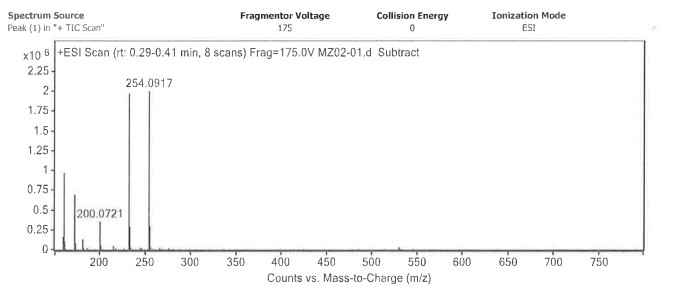 Spectrum Source Fragmentor Voltage Collision Energy Ionization Mode
Peak (1) in "+ TIC Scan" 175 0 ESI
x10 6 +ESI Scan (rt: 0.29-0.41 min, 8 scans) Frag=175.0V MZ02-01.d Subtract
2.25
254.0917
2
1.75
1.5
1.25
1
0.75
0.5 200.0721
0.25
0
200 250 300 350 400 450 500 550 600 650 700 750
Counts vs. Mass-to-Charge (m/z)